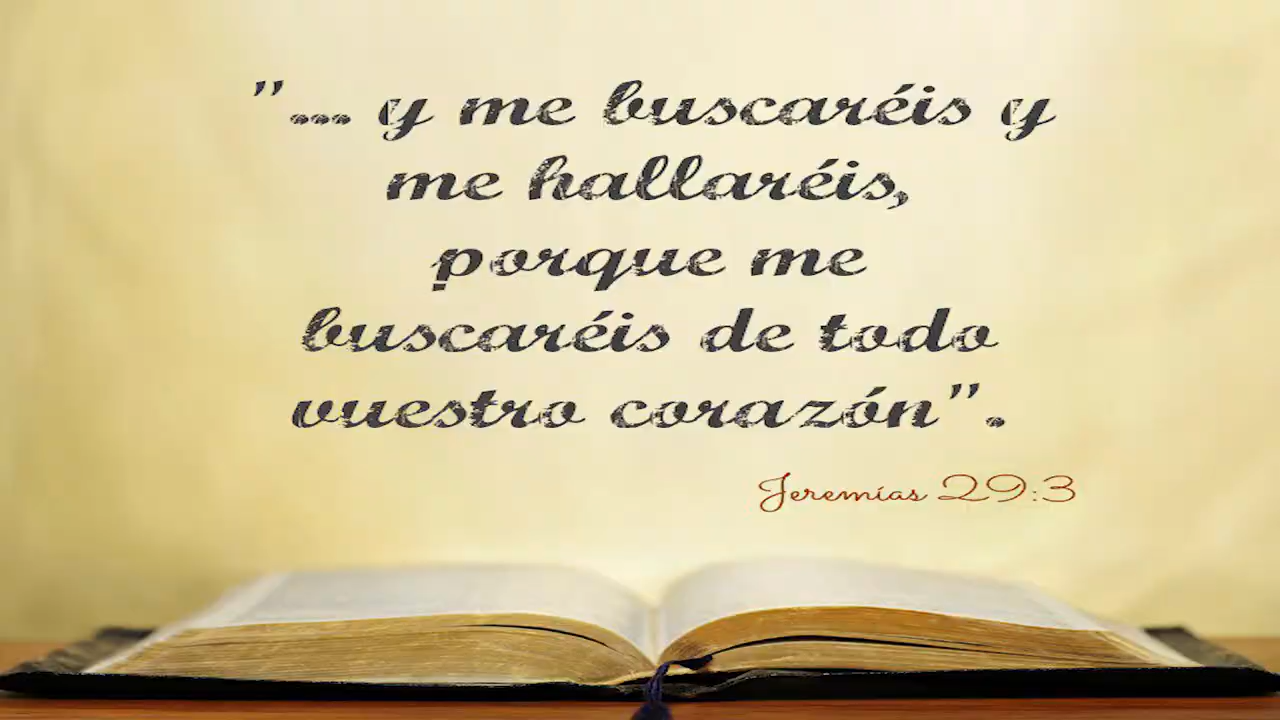 "... y me buscaréis y
me hallaréis,
porque me
buscaréis de todo
vuestro corazón".
Jeremías 29:3